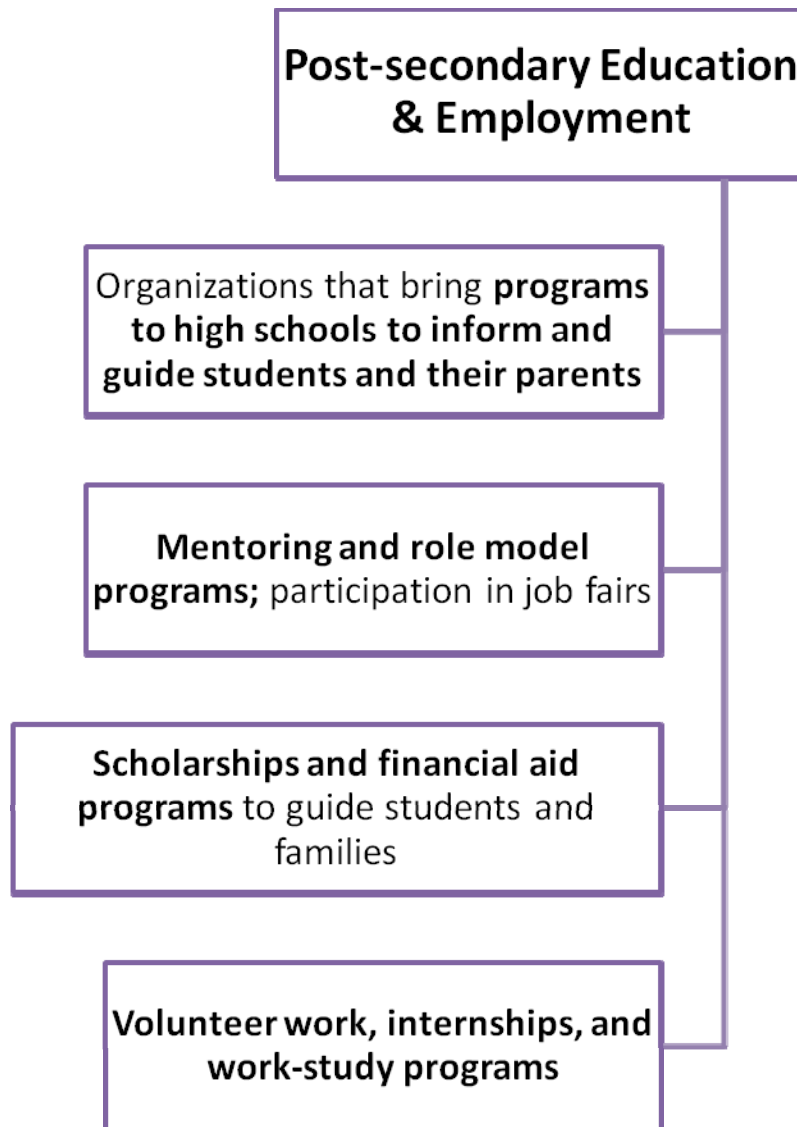 Post-secondary Education
& Employment
Organizations that bring programs
to high schools to inform and
guide students and their parents
Mentoring and role model
programs; participation in job fairs
Scholarships and financial aid
programs to guide students and
families
Volunteer work, internships, and
work-study programs